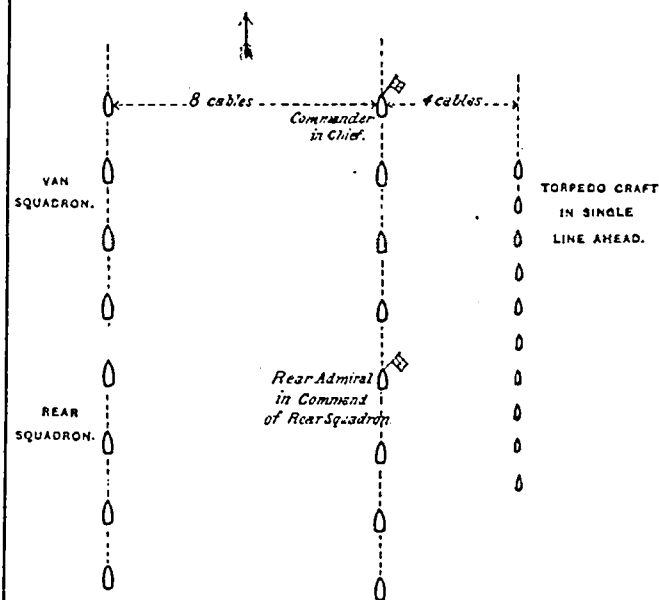 8 cables
4 cables
Commander
in Chief.
VAN
SQUADRON.
TORPEDO CRAFT
IN SINGLE
LINE AHEAD.
Rear Admiral
in Command
of Rear Squadron
REAR
SQUADRON.